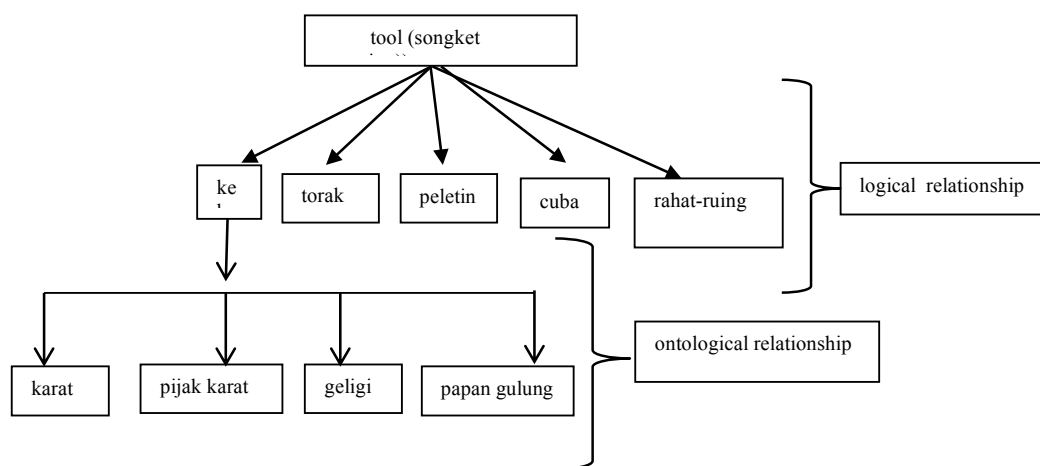 tool (songket
ke
torak
peletin
cuba
rahat-ruing
logical relationship
ontological relationship
karat
pijak karat
geligi
papan gulung